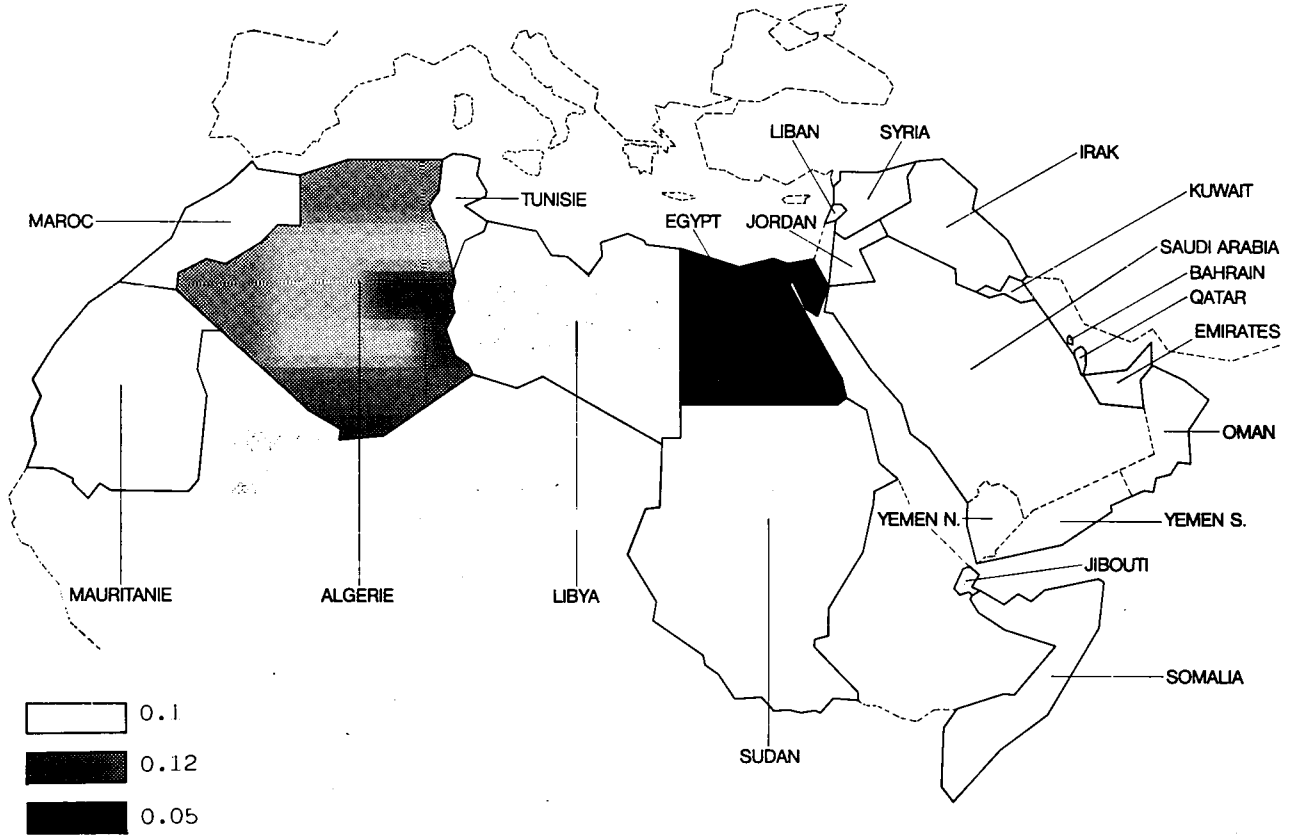 LIBAN
SYRIA
IRAK
KUWAIT
TUNISIE
MAROC
EGYPT
JORDAN
SAUDI ARABIA
BAHRAIN
QATAR
EMIRATES
OMAN
YEMEN N.
YEMEN S.
JIBOUTI
MAURITANIE
ALGERIE
LIBYA
SOMALIA
SUDAN
0.1
0.12
0.05